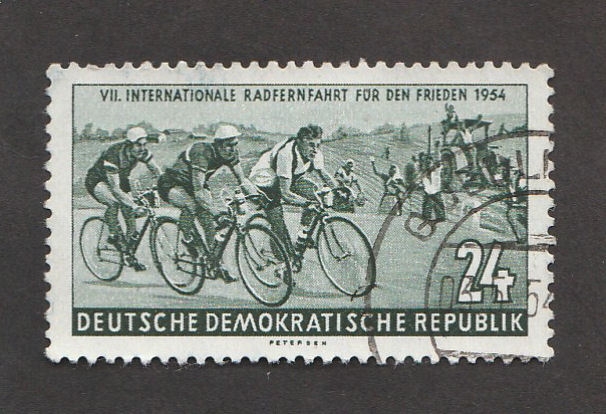 VII. INTERNATIONALE RADFERNFAHRT FÜR DEN FRIEDEN 1954
24
DEUTSCHE DEMOKRATISCHE REPUBLIK
PETERSEN